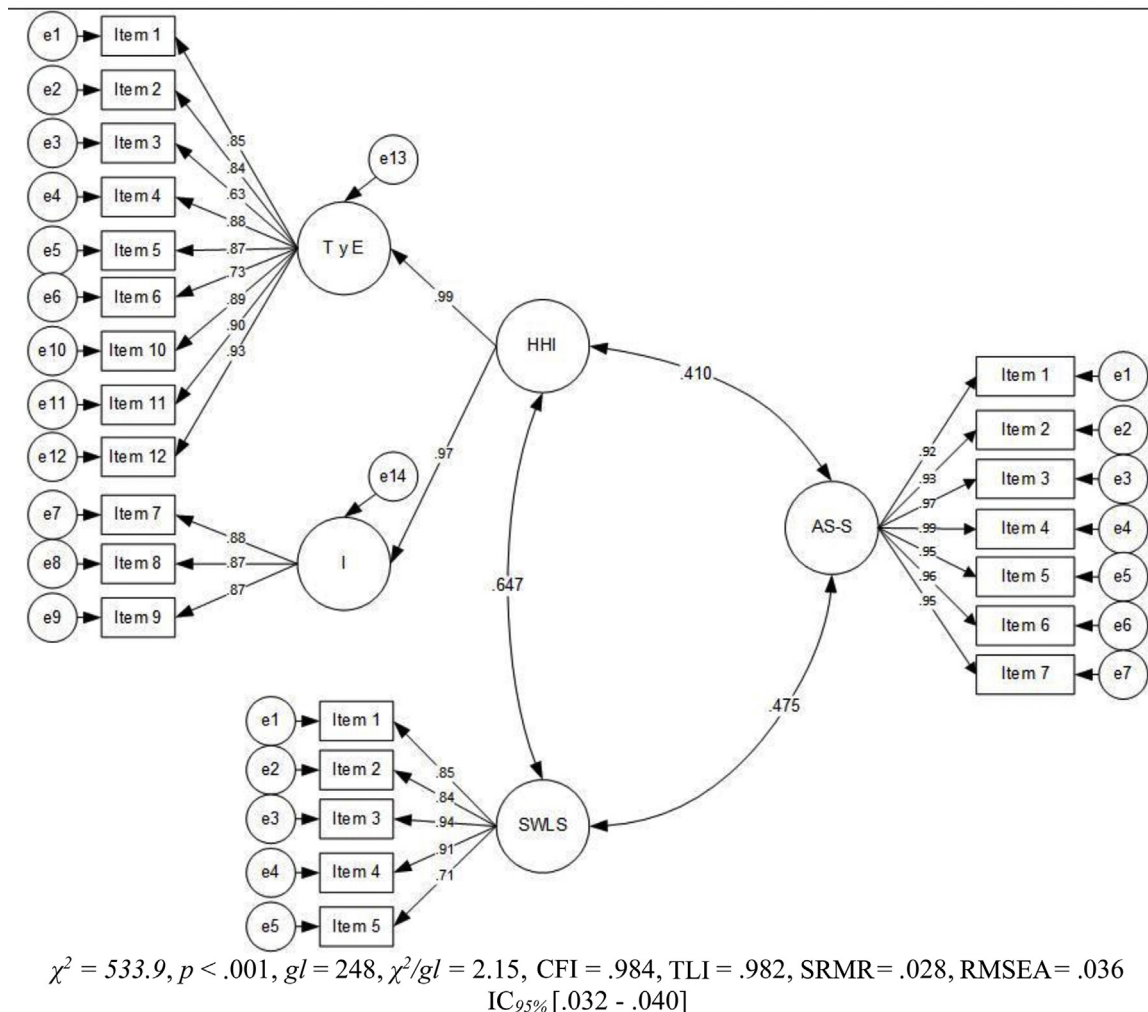 e1 Item 1
e2 Item 2
e3 Item 3
e4 Item 4
e5 Item 5
e6 Item 6
e10 Item 10
e11 Item 11
e12 Item 12
.85
.84
.63
.88
.87
.73
.89
.90
.93
e13
T y E
.99
HHI
.97
e7 Item 7
e8 Item 8
e9 Item 9
.88
.87
.87
e14
I
.410
.647
.475
AS-S
.92
.93
.97
.99
.95
.96
.95
Item 1 e1
Item 2 e2
Item 3 e3
Item 4 e4
Item 5 e5
Item 6 e6
Item 7 e7
e1 Item 1
e2 Item 2
e3 Item 3
e4 Item 4
e5 Item 5
.85
.84
.94
.91
.71
SWLS
χ² = 533.9, p < .001, gl = 248, χ²/gl = 2.15, CFI = .984, TLI = .982, SRMR= .028, RMSEA= .036
IC95% [.032 - .040]